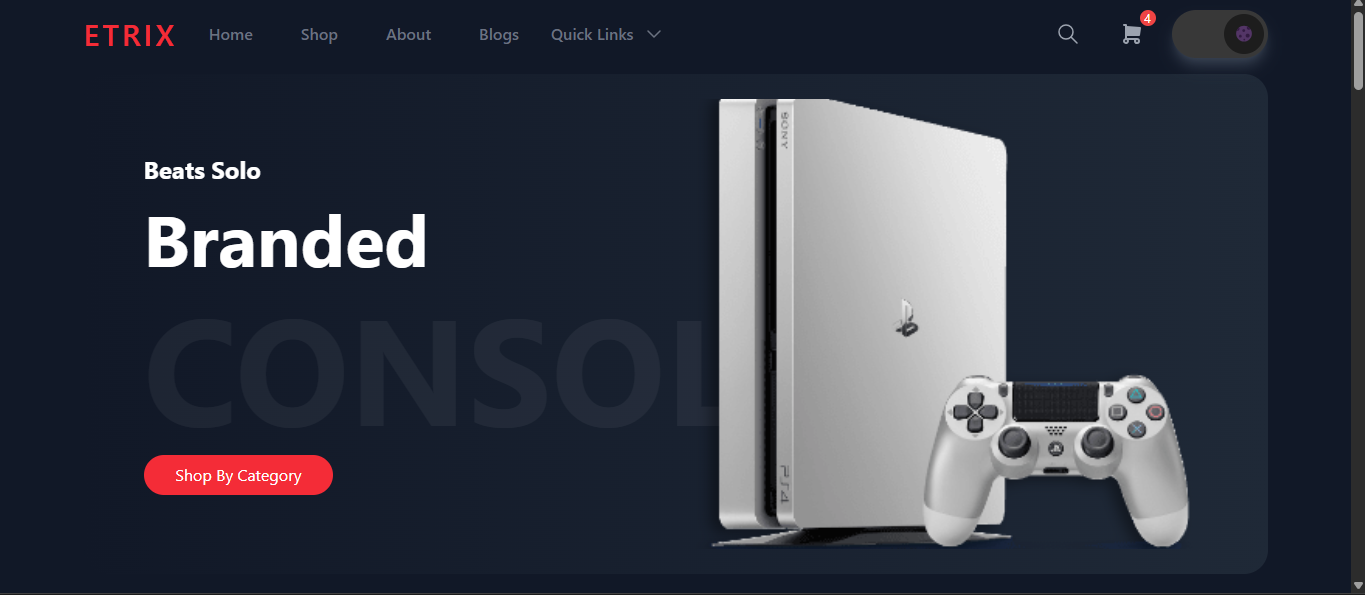 ETRIX Home Shop About Blogs Quick Links 4
Beats Solo
Branded
CONSOL
Shop By Category
SONY
PS4